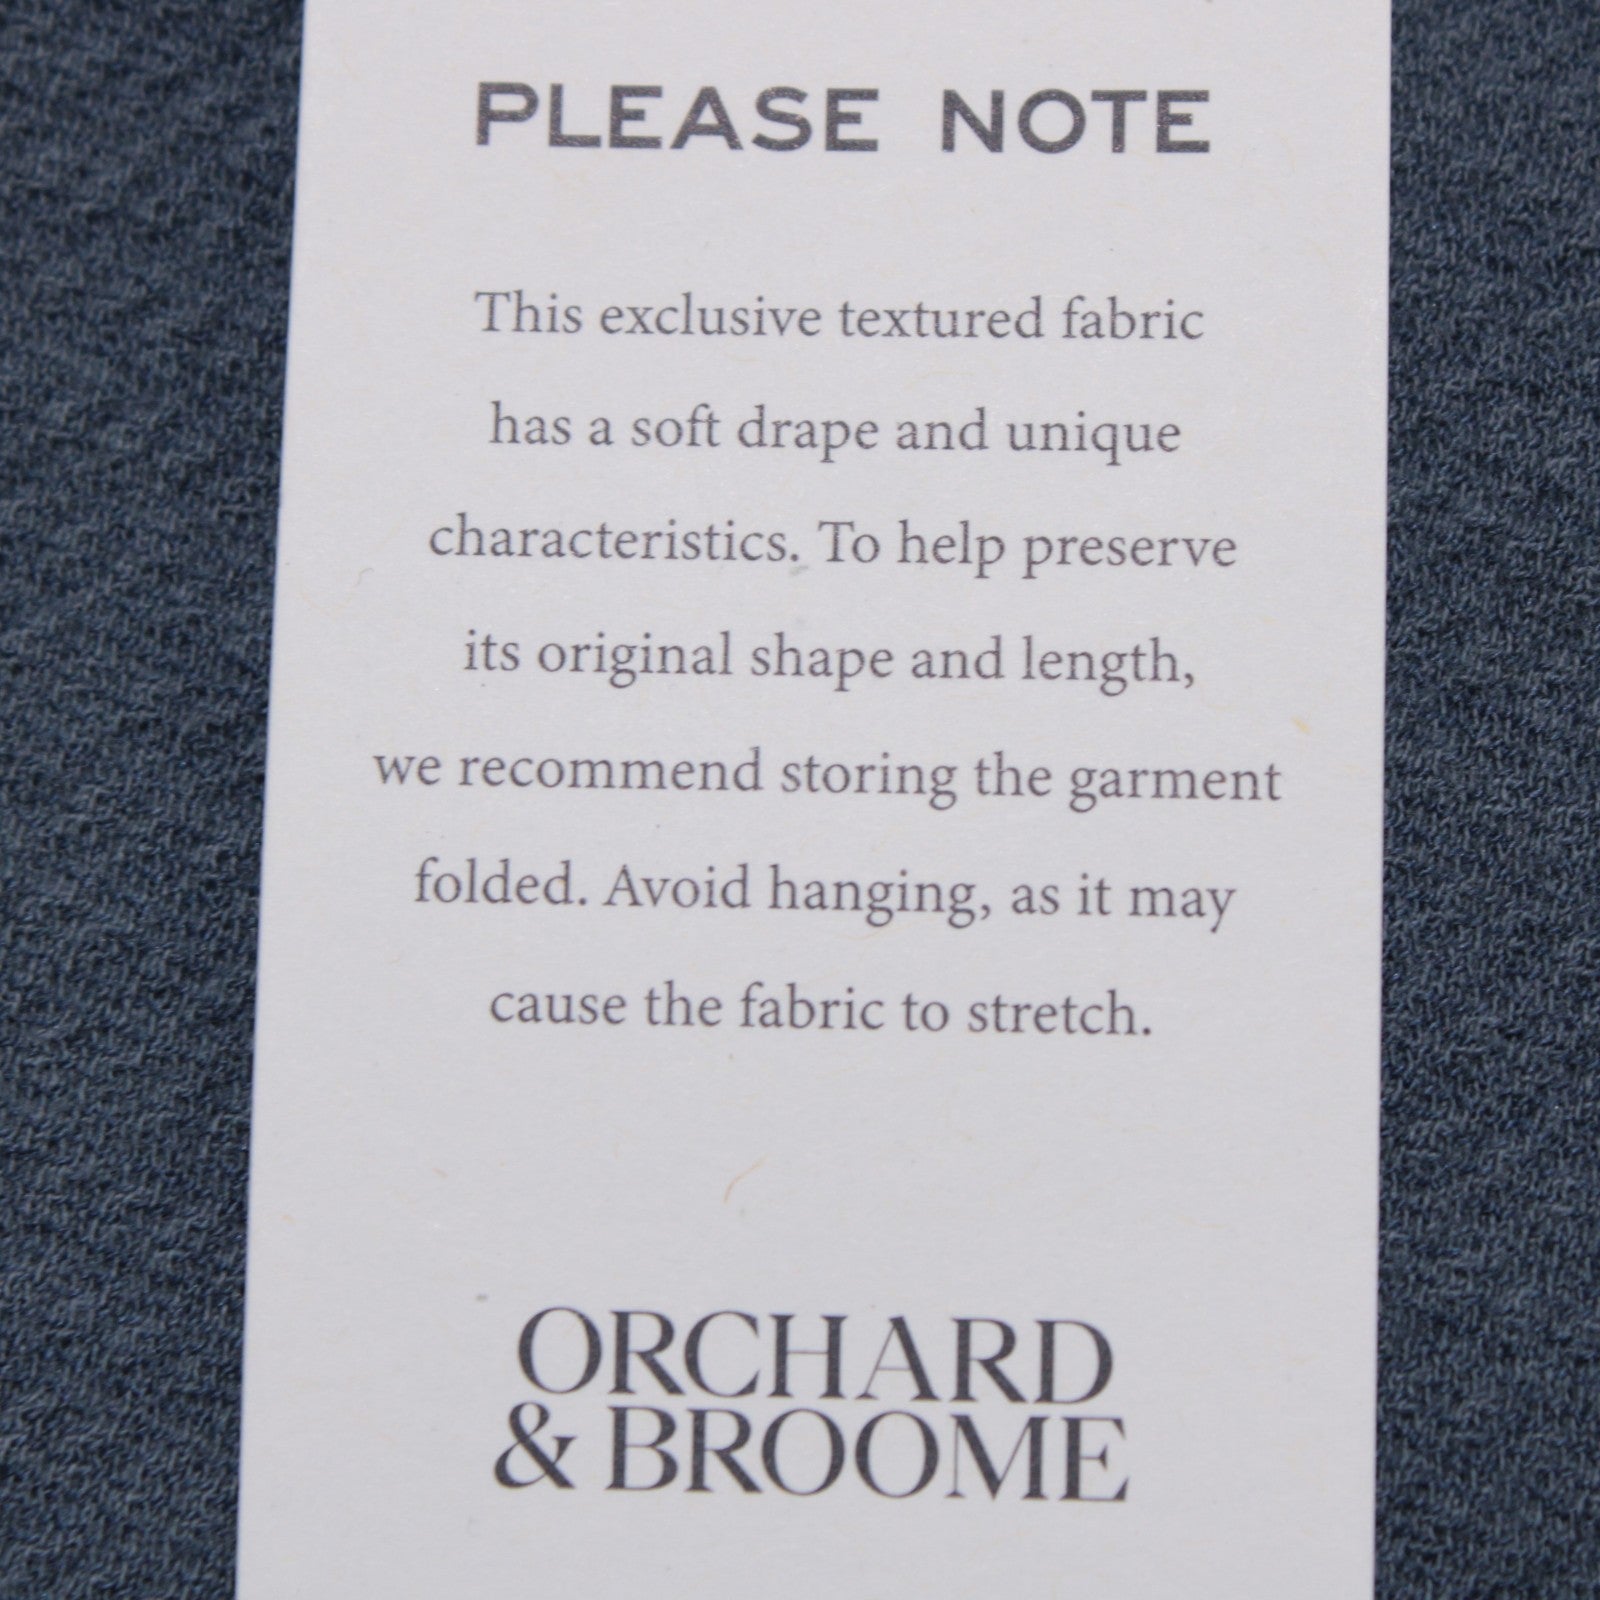 PLEASE NOTE
This exclusive textured fabric
has a soft drape and unique
characteristics. To help preserve
its original shape and length,
we recommend storing the garment
folded. Avoid hanging, as it may
cause the fabric to stretch.
ORCHARD
& BROOME